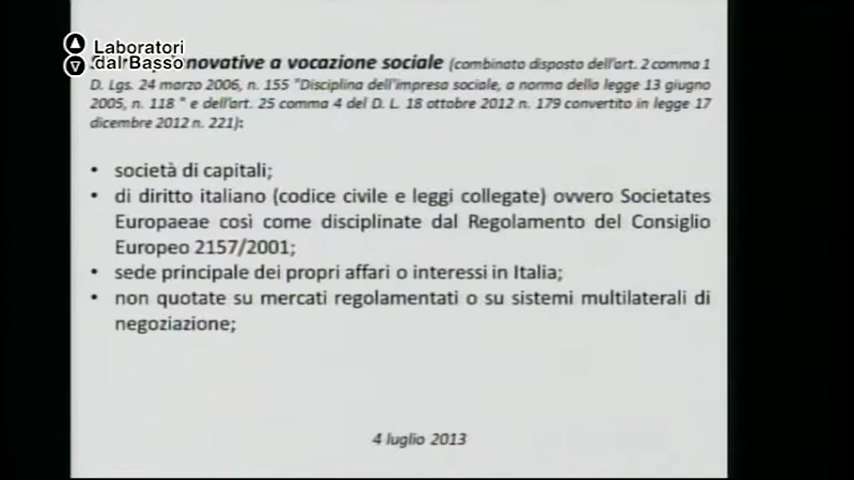 Laboratori
dal Basso
novative a vocazione sociale (combinato disposto dell'art. 2 comma 1
D. Lgs. 24 marzo 2006, n. 155 "Disciplina dell'impresa sociale, a norma della legge 13 giugno
2005, n. 118 " e dell'art. 25 comma 4 del D. L. 18 ottobre 2012 n. 179 convertito in legge 17
dicembre 2012 n. 221):
• società di capitali;
• di diritto italiano (codice civile e leggi collegate) ovvero Societates
Europaeae così come disciplinate dal Regolamento del Consiglio
Europeo 2157/2001;
• sede principale dei propri affari o interessi in Italia;
• non quotate su mercati regolamentati o su sistemi multilaterali di
negoziazione;
4 luglio 2013